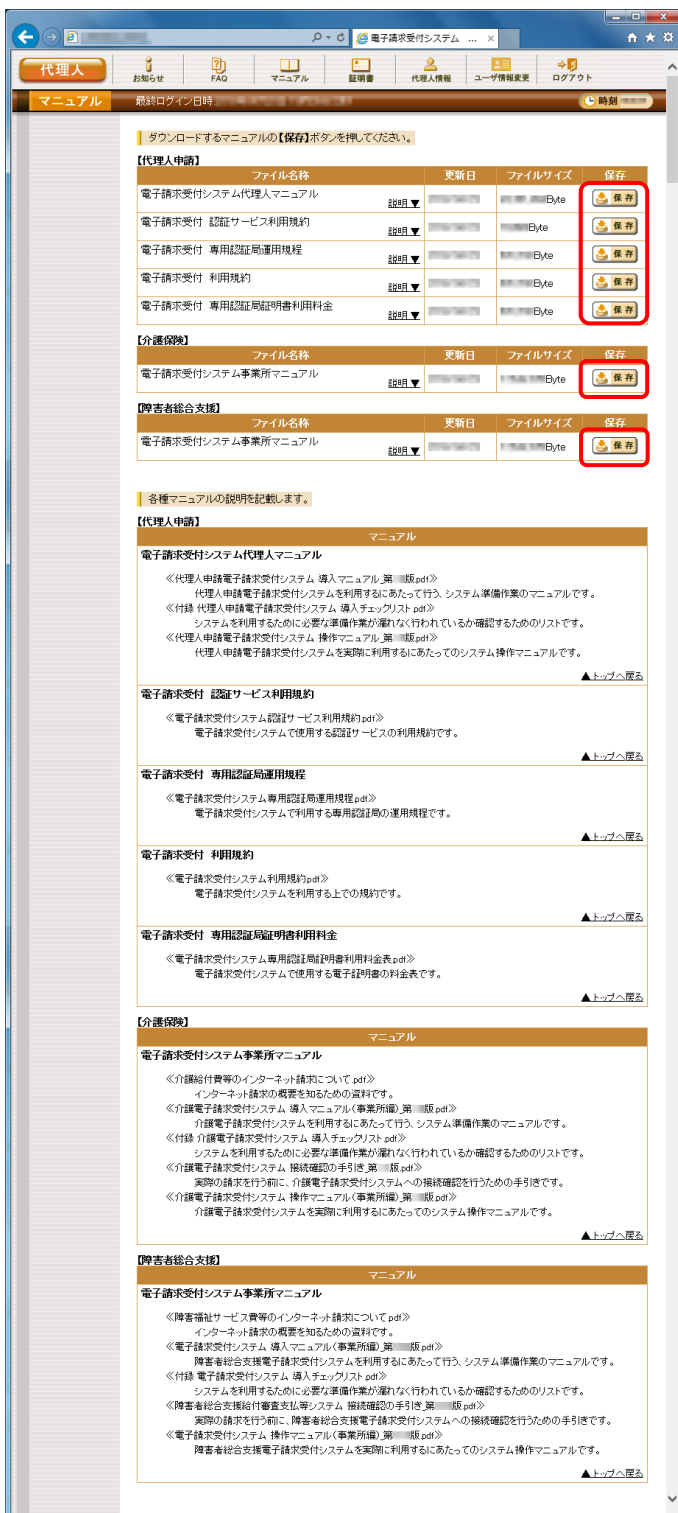 電子請求受付システム ... ×
代理人
お知らせ
FAQ
マニュアル
証明書
代理人情報
ユーザ情報変更
ログアウト
マニュアル
最終ログイン日時:
時刻
ダウンロードするマニュアルの【保存】ボタンを押してください。
【代理人申請】
ファイル名称 更新日 ファイルサイズ 保存
電子請求受付システム代理人マニュアル 説明▼ Byte 保存
電子請求受付 認証サービス利用規約 説明▼ Byte 保存
電子請求受付 専用認証局運用規程 説明▼ Byte 保存
電子請求受付 利用規約 説明▼ Byte 保存
電子請求受付 専用認証局証明書利用料金 説明▼ Byte 保存
【介護保険】
ファイル名称 更新日 ファイルサイズ 保存
電子請求受付システム事業所マニュアル 説明▼ Byte 保存
【障害者総合支援】
ファイル名称 更新日 ファイルサイズ 保存
電子請求受付システム事業所マニュアル 説明▼ Byte 保存
各種マニュアルの説明を記載します。
【代理人申請】
マニュアル
電子請求受付システム代理人マニュアル
≪代理人申請電子請求受付システム 導入マニュアル_第 版.pdf≫
代理人申請電子請求受付システムを利用するにあたって行う、システム準備作業のマニュアルです。
≪付録 代理人申請電子請求受付システム 導入チェックリスト.pdf≫
システムを利用するために必要な準備作業が漏れなく行われているか確認するためのリストです。
≪代理人申請電子請求受付システム 操作マニュアル_第 版.pdf≫
代理人申請電子請求受付システムを実際に利用するにあたってのシステム操作マニュアルです。
▲トップへ戻る
電子請求受付 認証サービス利用規約
≪電子請求受付システム認証サービス利用規約.pdf≫
電子請求受付システムで使用する認証サービスの利用規約です。
▲トップへ戻る
電子請求受付 専用認証局運用規程
≪電子請求受付システム専用認証局運用規程.pdf≫
電子請求受付システムで利用する専用認証局の運用規程です。
▲トップへ戻る
電子請求受付 利用規約
≪電子請求受付システム利用規約.pdf≫
電子請求受付システムを利用する上での規約です。
▲トップへ戻る
電子請求受付 専用認証局証明書利用料金
≪電子請求受付システム専用認証局証明書利用料金表.pdf≫
電子請求受付システムで使用する電子証明書の料金表です。
▲トップへ戻る
【介護保険】
マニュアル
電子請求受付システム事業所マニュアル
≪介護給付費等のインターネット請求について.pdf≫
インターネット請求の概要を知るための資料です。
≪介護電子請求受付システム 導入マニュアル(事業所編)_第 版.pdf≫
介護電子請求受付システムを利用するにあたって行う、システム準備作業のマニュアルです。
≪付録 介護電子請求受付システム 導入チェックリスト.pdf≫
システムを利用するために必要な準備作業が漏れなく行われているか確認するためのリストです。
≪介護電子請求受付システム 接続確認の手引き_第 版.pdf≫
実際の請求を行う前に、介護電子請求受付システムへの接続確認を行うための手引きです。
≪介護電子請求受付システム 操作マニュアル(事業所編)_第 版.pdf≫
介護電子請求受付システムを実際に利用するにあたってのシステム操作マニュアルです。
▲トップへ戻る
【障害者総合支援】
マニュアル
電子請求受付システム事業所マニュアル
≪障害福祉サービス費等のインターネット請求について.pdf≫
インターネット請求の概要を知るための資料です。
≪電子請求受付システム 導入マニュアル(事業所編)_第 版.pdf≫
障害者総合支援電子請求受付システムを利用するにあたって行う、システム準備作業のマニュアルです。
≪付録 電子請求受付システム 導入チェックリスト.pdf≫
システムを利用するために必要な準備作業が漏れなく行われているか確認するためのリストです。
≪障害者総合支援給付審査支払等システム 接続確認の手引き_第 版.pdf≫
実際の請求を行う前に、障害者総合支援電子請求受付システムへの接続確認を行うための手引きです。
≪電子請求受付システム 操作マニュアル(事業所編)_第 版.pdf≫
障害者総合支援電子請求受付システムを実際に利用するにあたってのシステム操作マニュアルです。
▲トップへ戻る